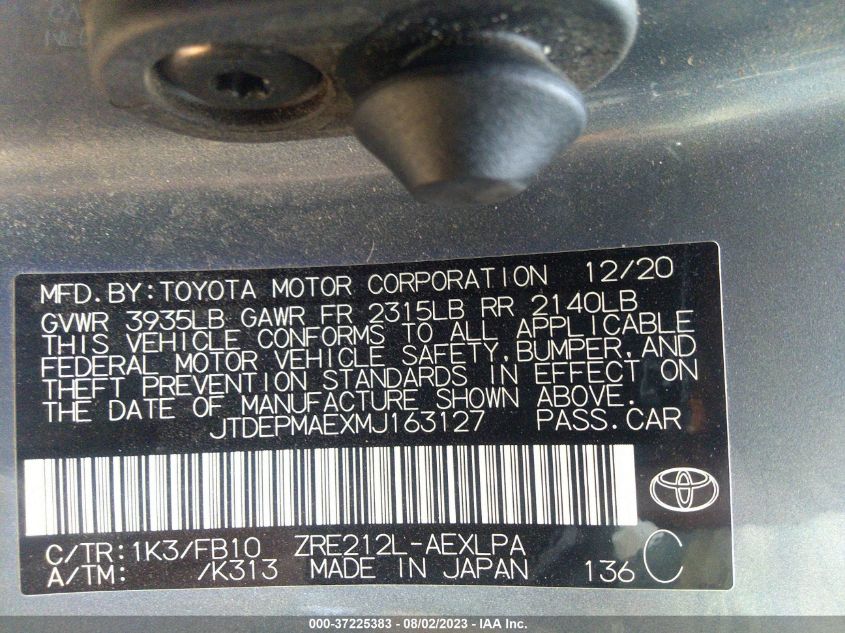 MFD.BY:TOYOTA MOTOR CORPORATION 12/20
GVWR 3935LB GAWR FR 2315LB RR 2140LB
THIS VEHICLE CONFORMS TO ALL APPLICABLE
FEDERAL MOTOR VEHICLE SAFETY,BUMPER,AND
THEFT PREVENTION STANDARDS IN EFFECT ON
THE DATE OF MANUFACTURE SHOWN ABOVE.
JTDEPMAEXMJ163127 PASS.CAR
C/TR:1K3/FB10 ZRE212L-AEXLPA
A/TM: /K313 MADE IN JAPAN 136 C
000-37225383 - 08/02/2023 - IAA Inc.